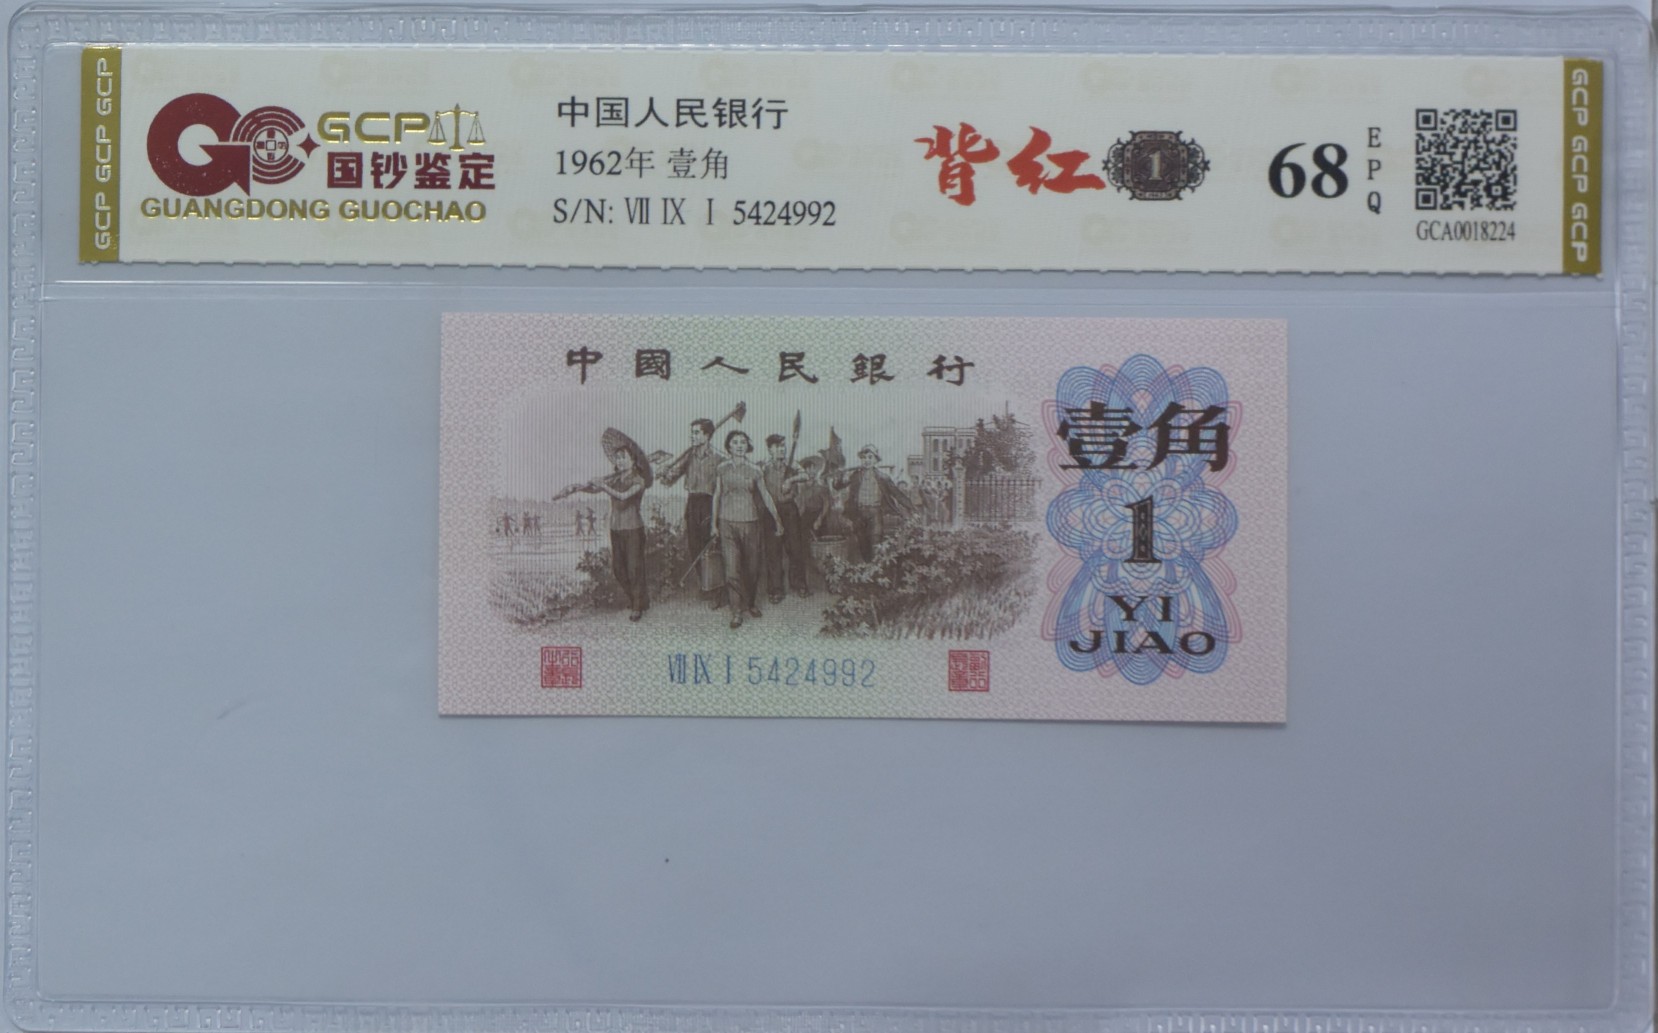 GCP GCP GCP
GCP
国钞鉴定
GUANGDONG GUOCHAO
中国人民银行
1962年 壹角
S/N: Ⅶ Ⅸ Ⅰ 5424992
背红
1
68
EPQ
GCA0018224
GCP GCP GCP
中國人民銀行
壹角
1
YI
JIAO
Ⅶ Ⅸ Ⅰ 5424992